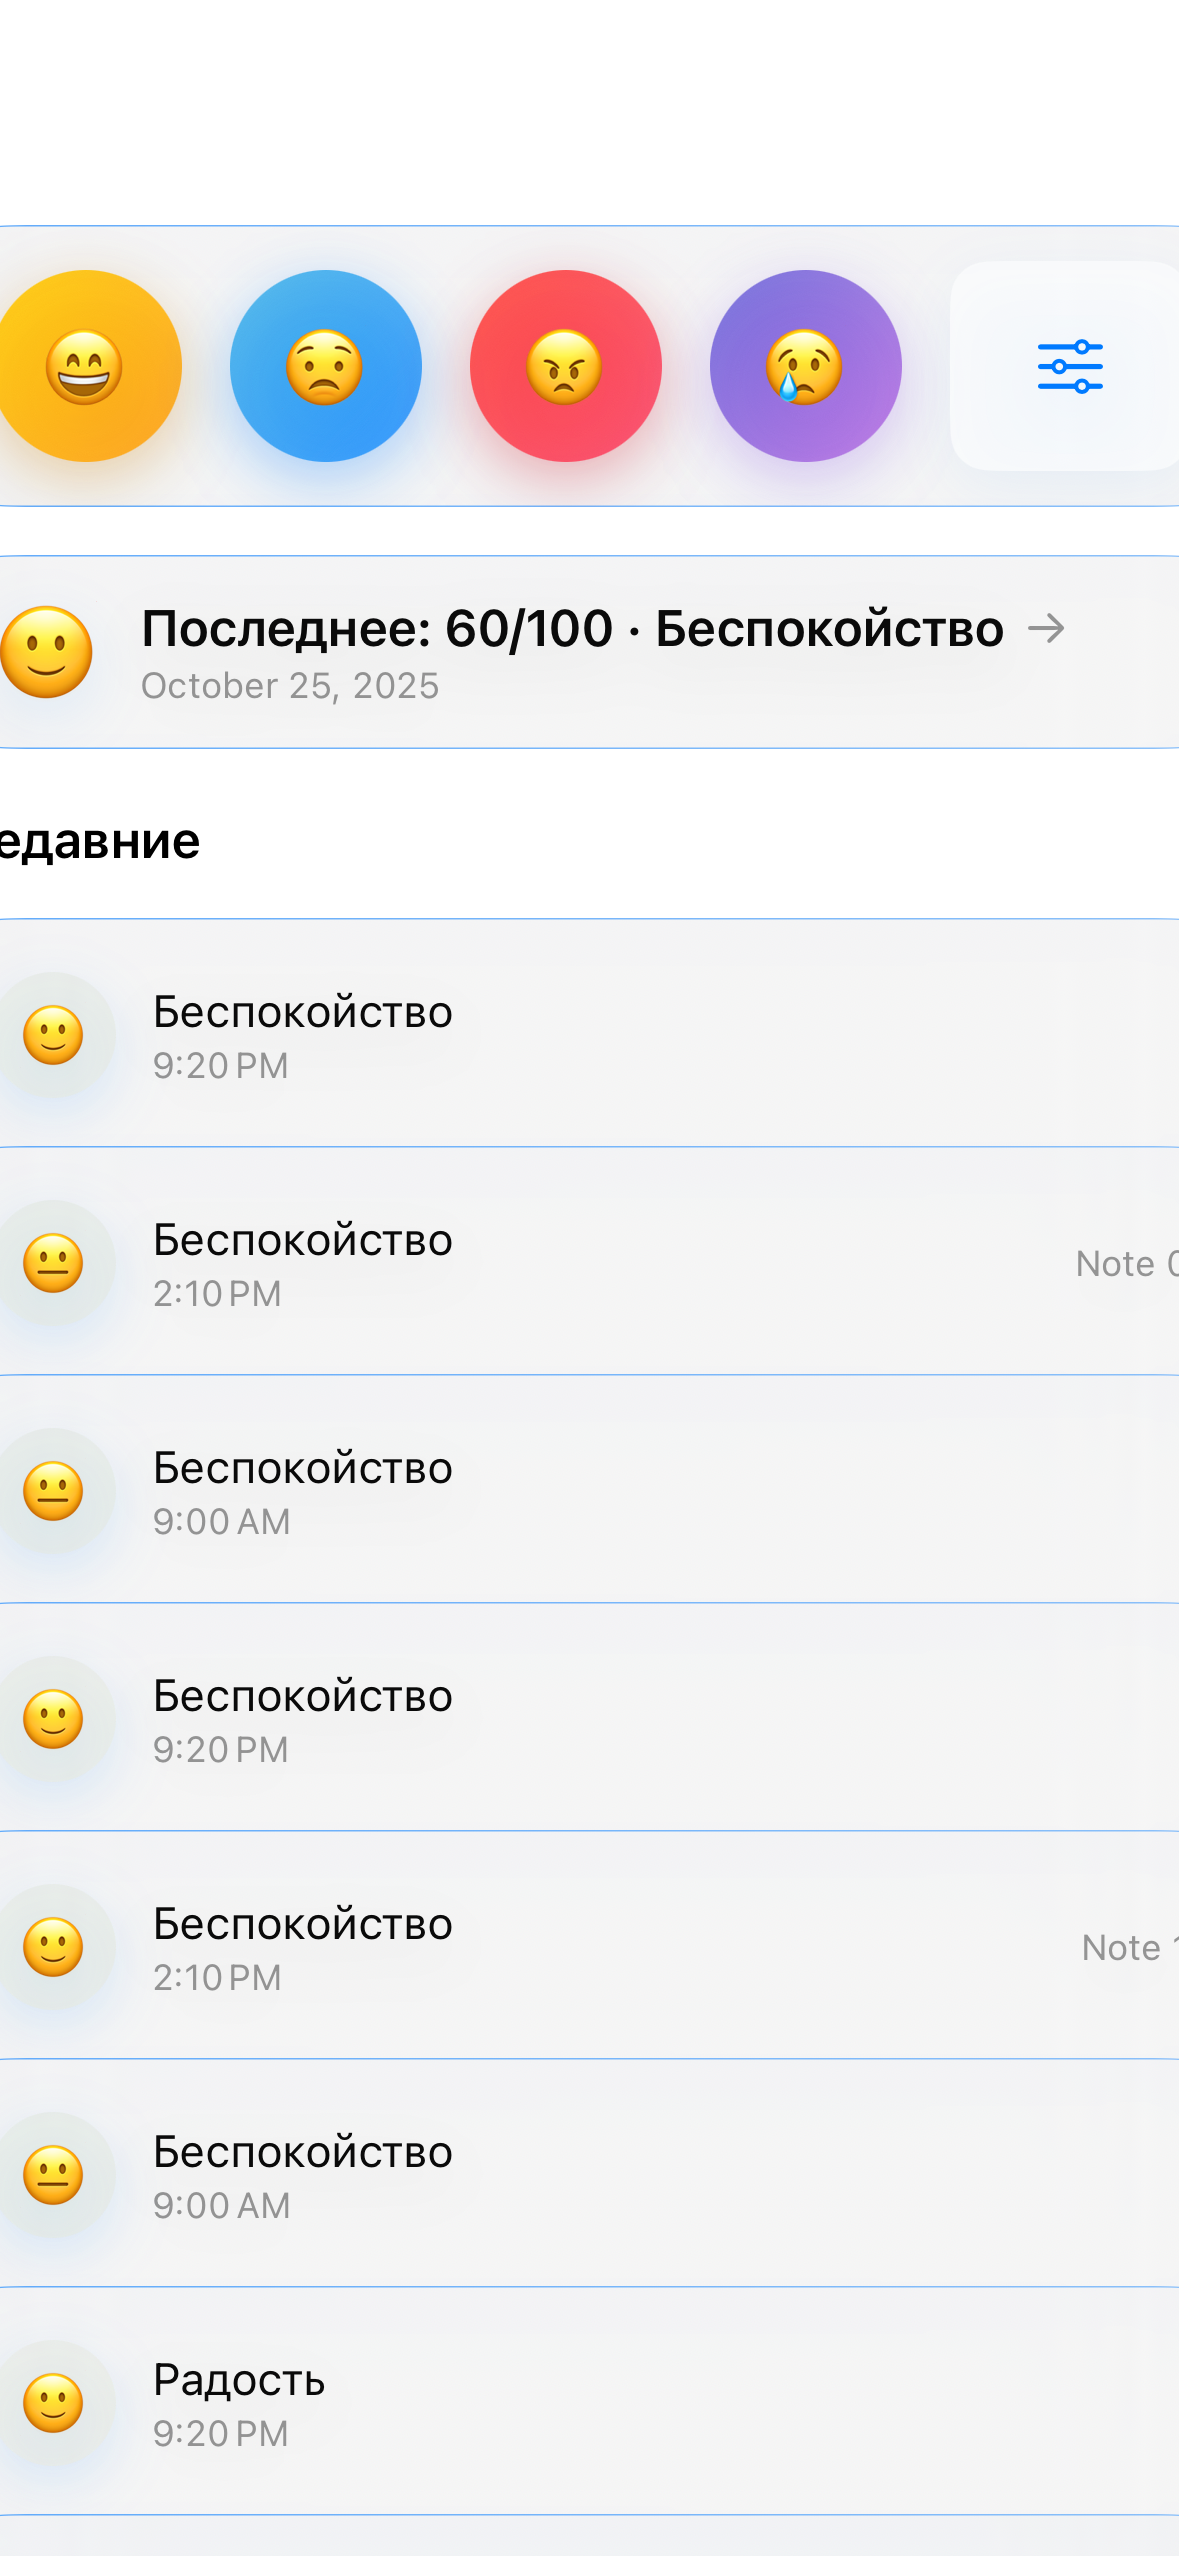 Последнее: 60/100 · Беспокойство →
October 25, 2025
едавние
Беспокойство
9:20 PM
Беспокойство
2:10 PM
Note
Беспокойство
9:00 AM
Беспокойство
9:20 PM
Беспокойство
2:10 PM
Note
Беспокойство
9:00 AM
Радость
9:20 PM